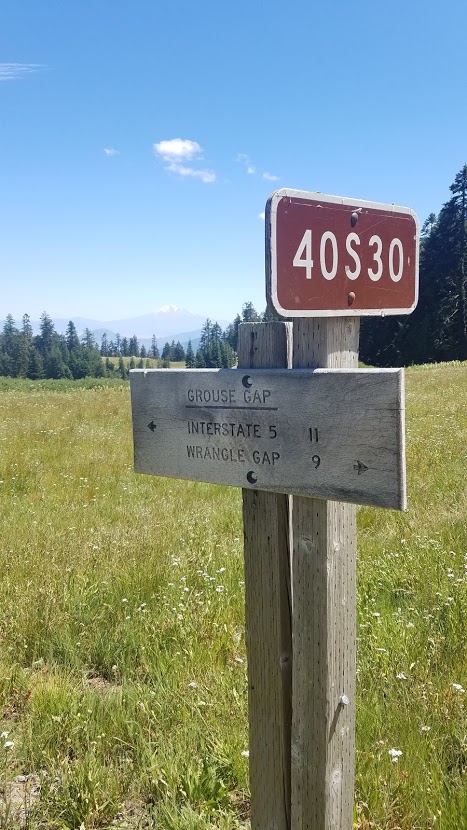 40S30
GROUSE GAP
INTERSTATE 5 11
WRANGLE GAP 9